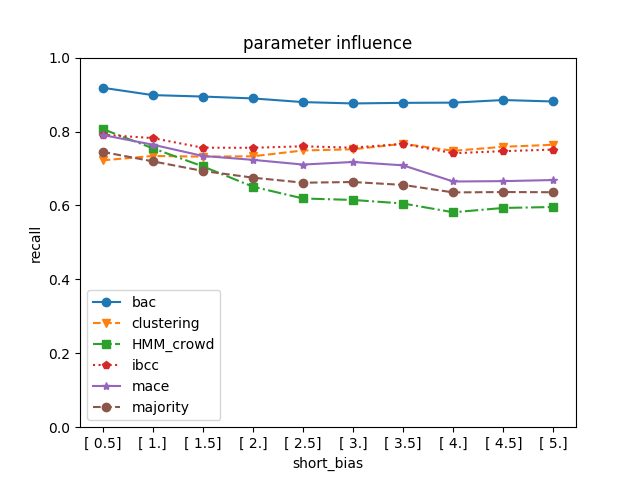 parameter influence
1.0
0.8
0.6
0.4
0.2
0.0
recall
bac
clustering
HMM_crowd
ibcc
mace
majority
[ 0.5] [ 1.] [ 1.5] [ 2.] [ 2.5] [ 3.] [ 3.5] [ 4.] [ 4.5] [ 5.]
short_bias